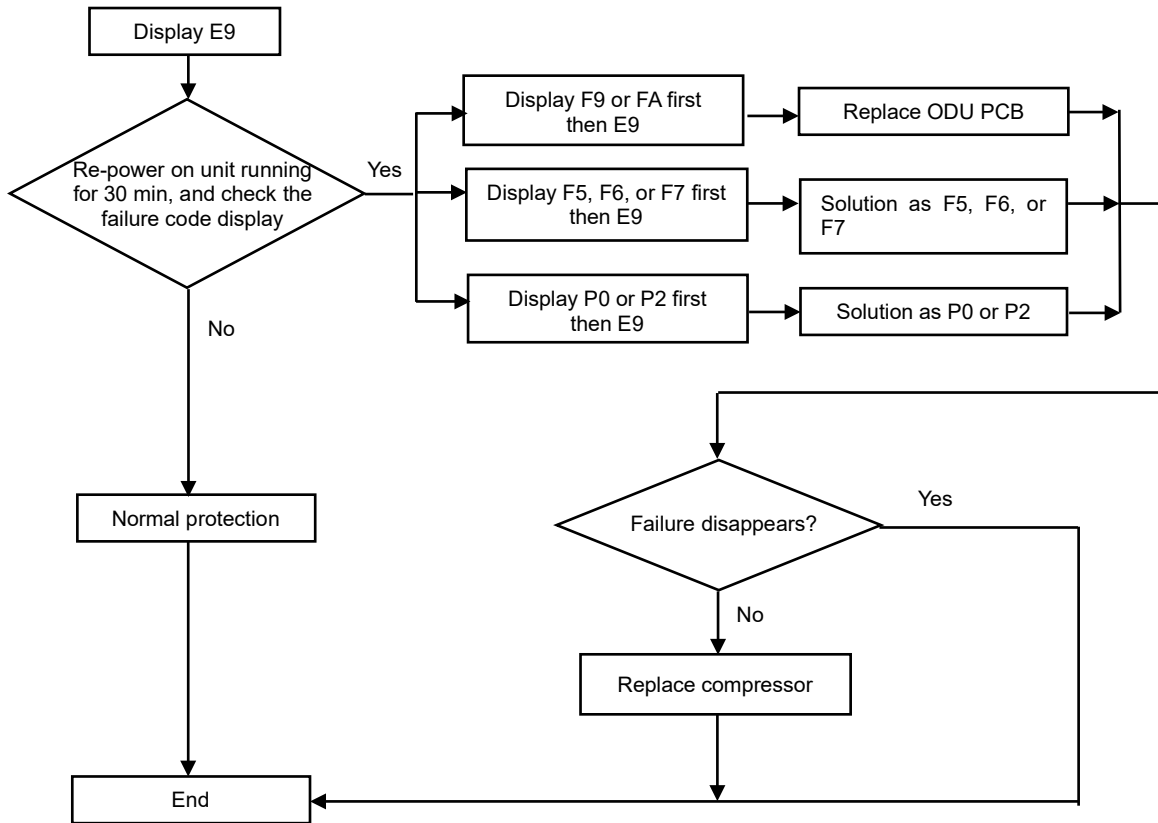 Display E9
Re-power on unit running
for 30 min, and check the
failure code display
Yes
No
Display F9 or FA first
then E9
Replace ODU PCB
Display F5, F6, or F7 first
then E9
Solution as F5, F6, or
F7
Display P0 or P2 first
then E9
Solution as P0 or P2
Normal protection
Failure disappears?
Yes
No
Replace compressor
End